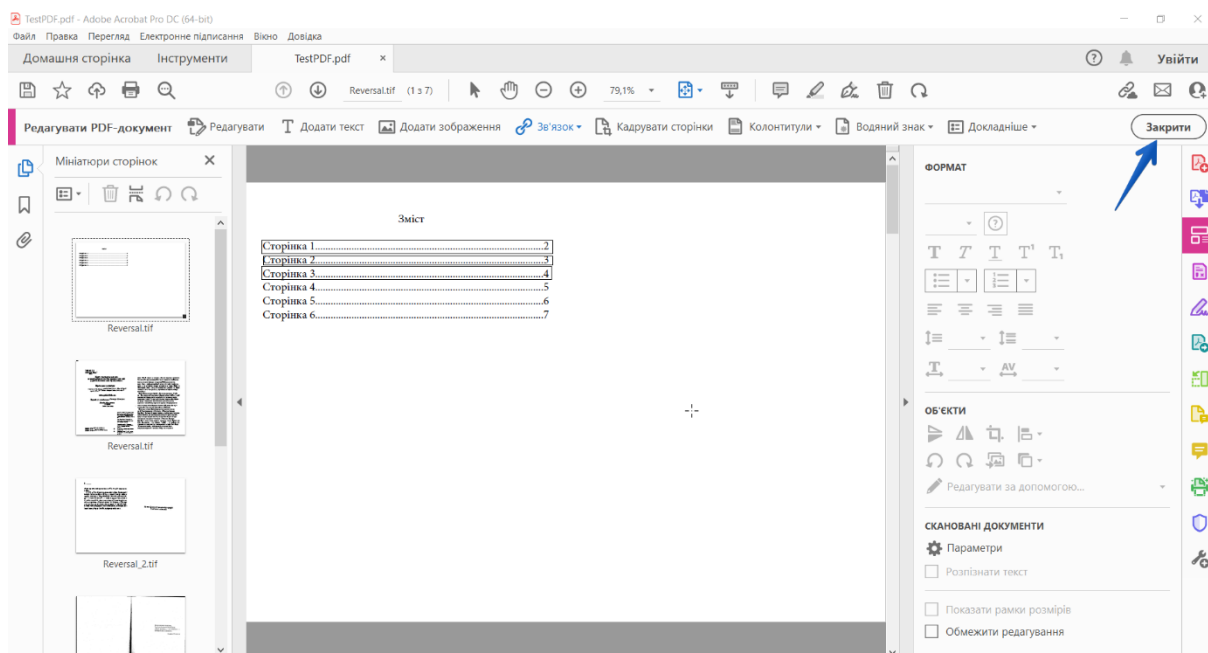 TestPDF.pdf - Adobe Acrobat Pro DC (64-bit)
Файл Правка Перегляд Електронне підписання Вікно Довідка
Домашня сторінка Інструменти TestPDF.pdf × Увійти
Reversal.tif (1 з 7) 79,1%
Редагувати PDF-документ Редагувати Додати текст Додати зображення Зв'язок Кадрувати сторінки Колонтитули Водяний знак Докладніше Закрити
Мініатюри сторінок
Reversal.tif
Reversal.tif
Reversal_2.tif
Зміст
Сторінка 1...........................................................................................2
Сторінка 2...........................................................................................3
Сторінка 3...........................................................................................4
Сторінка 4...........................................................................................5
Сторінка 5...........................................................................................6
Сторінка 6...........................................................................................7
ФОРМАТ
ОБ'ЄКТИ
Редагувати за допомогою...
СКАНОВАНІ ДОКУМЕНТИ
Параметри
Розпізнати текст
Показати рамки розмірів
Обмежити редагування